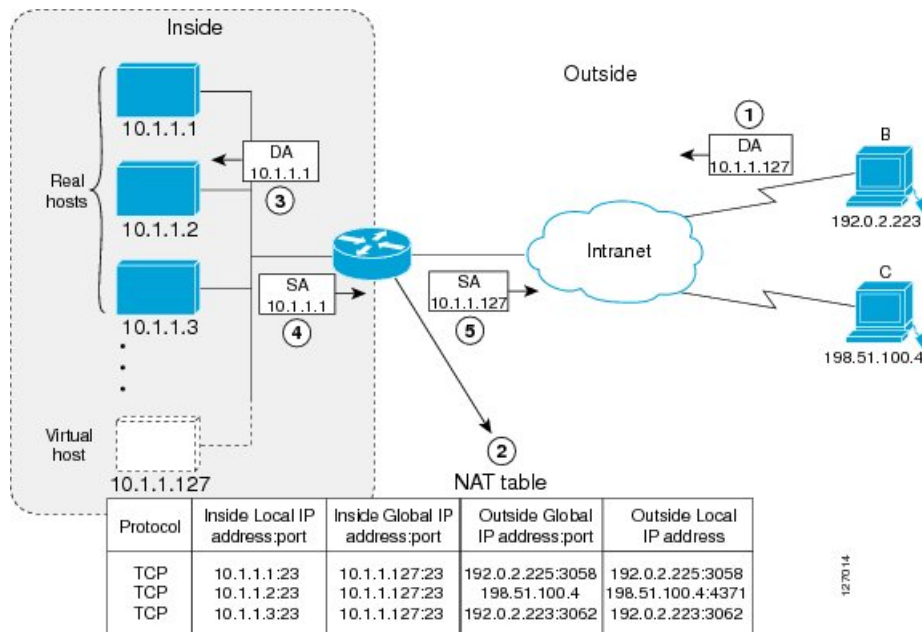 Inside
Outside
10.1.1.1
DA
10.1.1.1
3
1
DA
10.1.1.127
B
192.0.2.223
Real
hosts
10.1.1.2
Intranet
10.1.1.3
SA
10.1.1.1
4
SA
10.1.1.127
5
C
198.51.100.4
Virtual
host
10.1.1.127
2
NAT table
Protocol
Inside Local IP
address:port
Inside Global IP
address:port
Outside Global
IP address:port
Outside Local
IP address
TCP 10.1.1.1:23 10.1.1.127:23 192.0.2.225:3058 192.0.2.225:3058
TCP 10.1.1.2:23 10.1.1.127:23 198.51.100.4 198.51.100.4:4371
TCP 10.1.1.3:23 10.1.1.127:23 192.0.2.223:3062 192.0.2.223:3062
127014